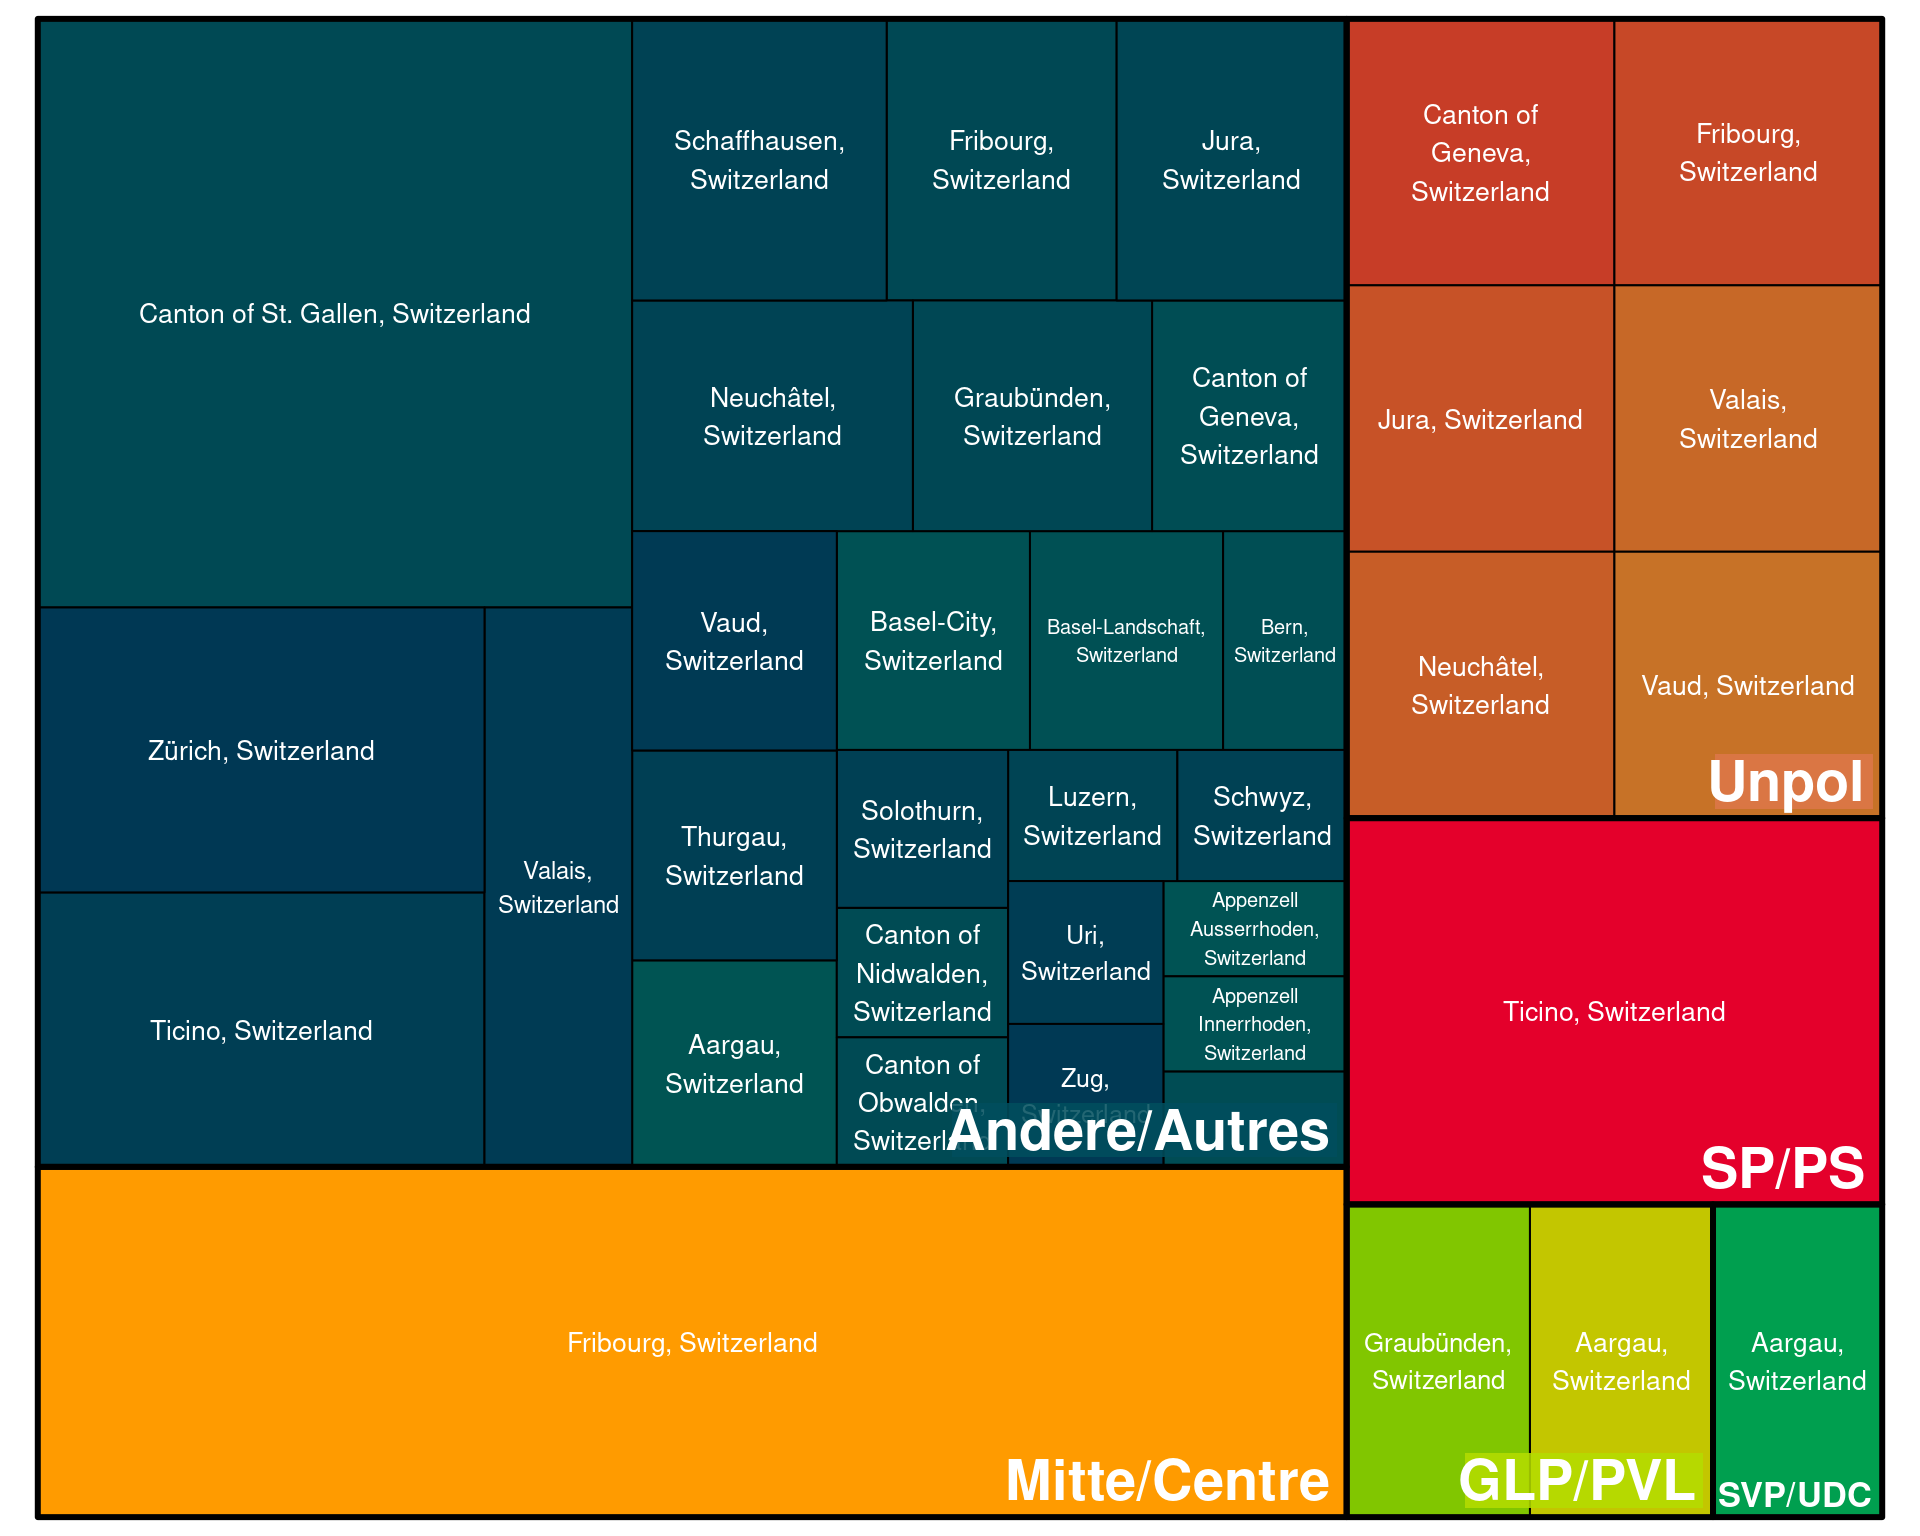 Canton of St. Gallen, Switzerland
Schaffhausen,
Switzerland
Fribourg,
Switzerland
Jura,
Switzerland
Neuchâtel,
Switzerland
Graubünden,
Switzerland
Canton of
Geneva,
Switzerland
Vaud,
Switzerland
Basel-City,
Switzerland
Basel-Landschaft,
Switzerland
Bern,
Switzerland
Zürich, Switzerland
Valais,
Switzerland
Ticino, Switzerland
Thurgau,
Switzerland
Aargau,
Switzerland
Solothurn,
Switzerland
Luzern,
Switzerland
Schwyz,
Switzerland
Canton of
Nidwalden,
Switzerland
Uri,
Switzerland
Appenzell
Ausserrhoden,
Switzerland
Appenzell
Innerrhoden,
Switzerland
Canton of
Obwalden,
Switzerland
Zug,
Switzerland
Andere/Autres
Fribourg, Switzerland
Mitte/Centre
Canton of
Geneva,
Switzerland
Fribourg,
Switzerland
Jura, Switzerland
Valais,
Switzerland
Neuchâtel,
Switzerland
Vaud, Switzerland
Unpol
Ticino, Switzerland
SP/PS
Graubünden,
Switzerland
Aargau,
Switzerland
GLP/PVL
Aargau,
Switzerland
SVP/UDC